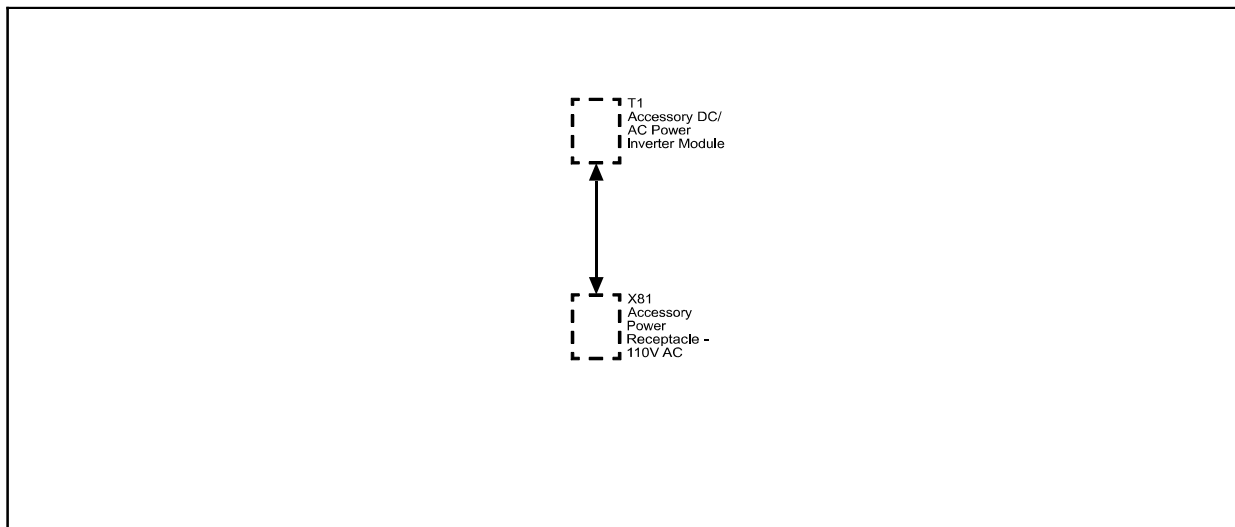 T1
Accessory DC/
AC Power
Inverter Module
X81
Accessory
Power
Receptacle -
110V AC